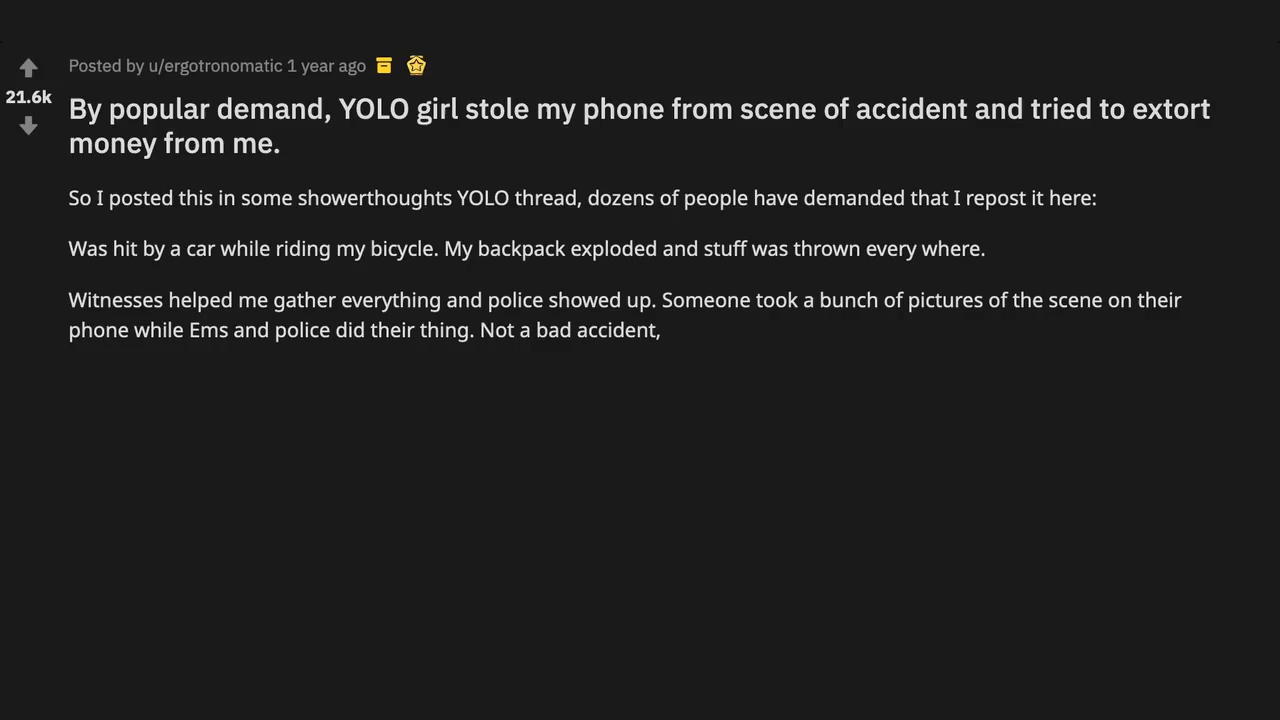 Posted by u/ergotronomatic 1 year ago
21.6k
By popular demand, YOLO girl stole my phone from scene of accident and tried to extort
money from me.
So I posted this in some showerthoughts YOLO thread, dozens of people have demanded that I repost it here:
Was hit by a car while riding my bicycle. My backpack exploded and stuff was thrown every where.
Witnesses helped me gather everything and police showed up. Someone took a bunch of pictures of the scene on their
phone while Ems and police did their thing. Not a bad accident,